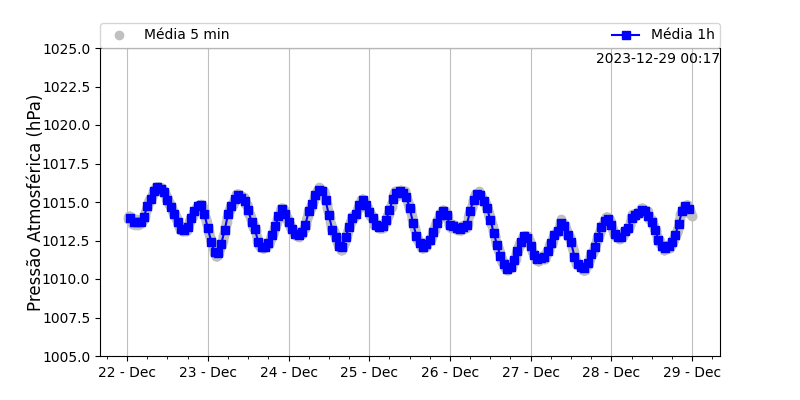 Média 5 min
Média 1h
2023-12-29 00:17
Pressão Atmosférica (hPa)
1025.0
1022.5
1020.0
1017.5
1015.0
1012.5
1010.0
1007.5
1005.0
22 - Dec
23 - Dec
24 - Dec
25 - Dec
26 - Dec
27 - Dec
28 - Dec
29 - Dec